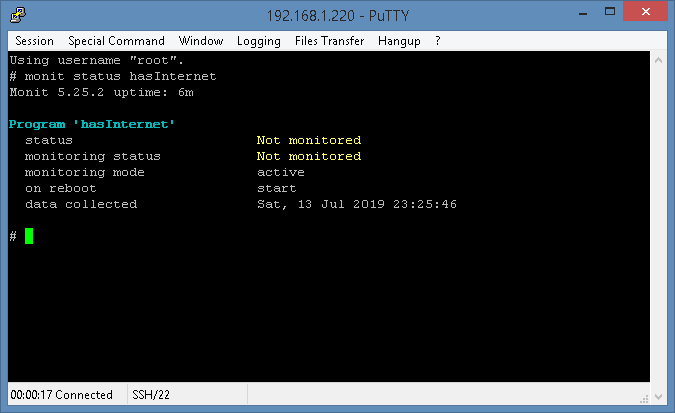 192.168.1.220 - PuTTY
Session Special Command Window Logging Files Transfer Hangup ?
Using username "root".
# monit status hasInternet
Monit 5.25.2 uptime: 6m
Program 'hasInternet'
status Not monitored
monitoring status Not monitored
monitoring mode active
on reboot start
data collected Sat, 13 Jul 2019 23:25:46
#
00:00:17 Connected SSH/22